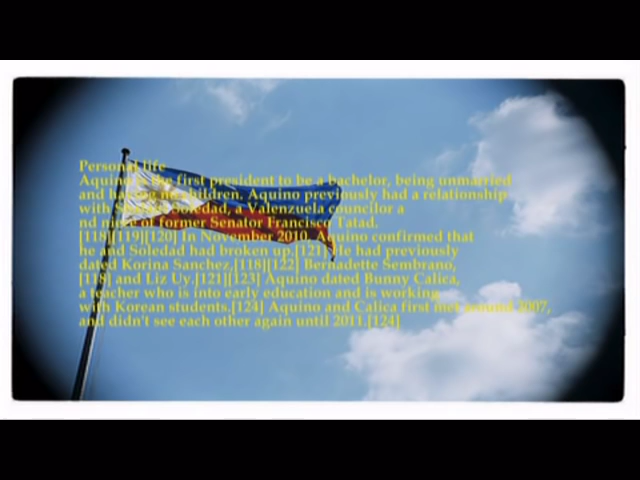 Personal life
Aquino is the first president to be a bachelor, being unmarried
and having no children. Aquino previously had a relationship
with Shalani Soledad, a Valenzuela councilor a
nd niece of former Senator Francisco Tatad.
[118][119][120] In November 2010, Aquino confirmed that
he and Soledad had broken up,[121] He had previously
dated Korina Sanchez,[118][122] Bernadette Sembrano,
[118] and Liz Uy.[121][123] Aquino dated Bunny Calica,
a teacher who is into early education and is working
with Korean students.[124] Aquino and Calica first met around 2007,
and didn't see each other again until 2011.[124]